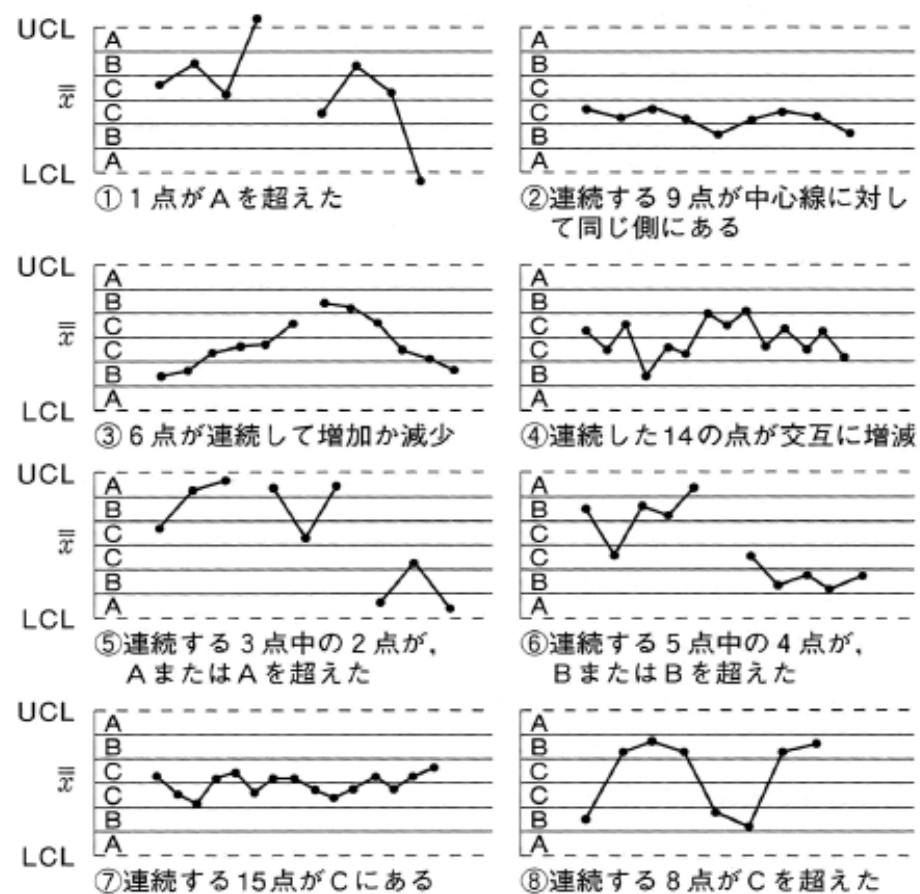 UCL
A
B
C
x̿
C
B
A
LCL
①1点がAを超えた
A
B
C
C
B
A
②連続する9点が中心線に対し
て同じ側にある
UCL
A
B
C
x̿
C
B
A
LCL
③6点が連続して増加か減少
A
B
C
C
B
A
④連続した14の点が交互に増減
UCL
A
B
C
x̿
C
B
A
LCL
⑤連続する3点中の2点が,
AまたはAを超えた
A
B
C
C
B
A
⑥連続する5点中の4点が,
BまたはBを超えた
UCL
A
B
C
x̿
C
B
A
LCL
⑦連続する15点がCにある
A
B
C
C
B
A
⑧連続する8点がCを超えた